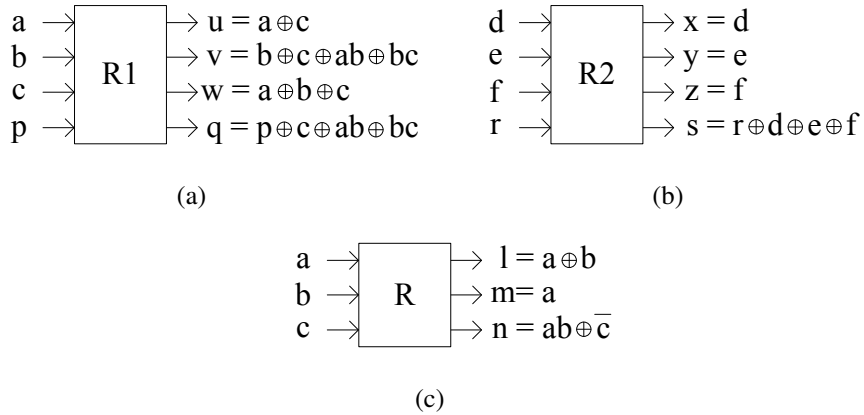 a R1 u = a⊕c
b v = b⊕c⊕ab⊕bc
c w = a⊕b⊕c
p q = p⊕c⊕ab⊕bc
(a)
d R2 x = d
e y = e
f z = f
r s = r⊕d⊕e⊕f
(b)
a l = a⊕b
b R m= a
c n = ab⊕c̅
(c)